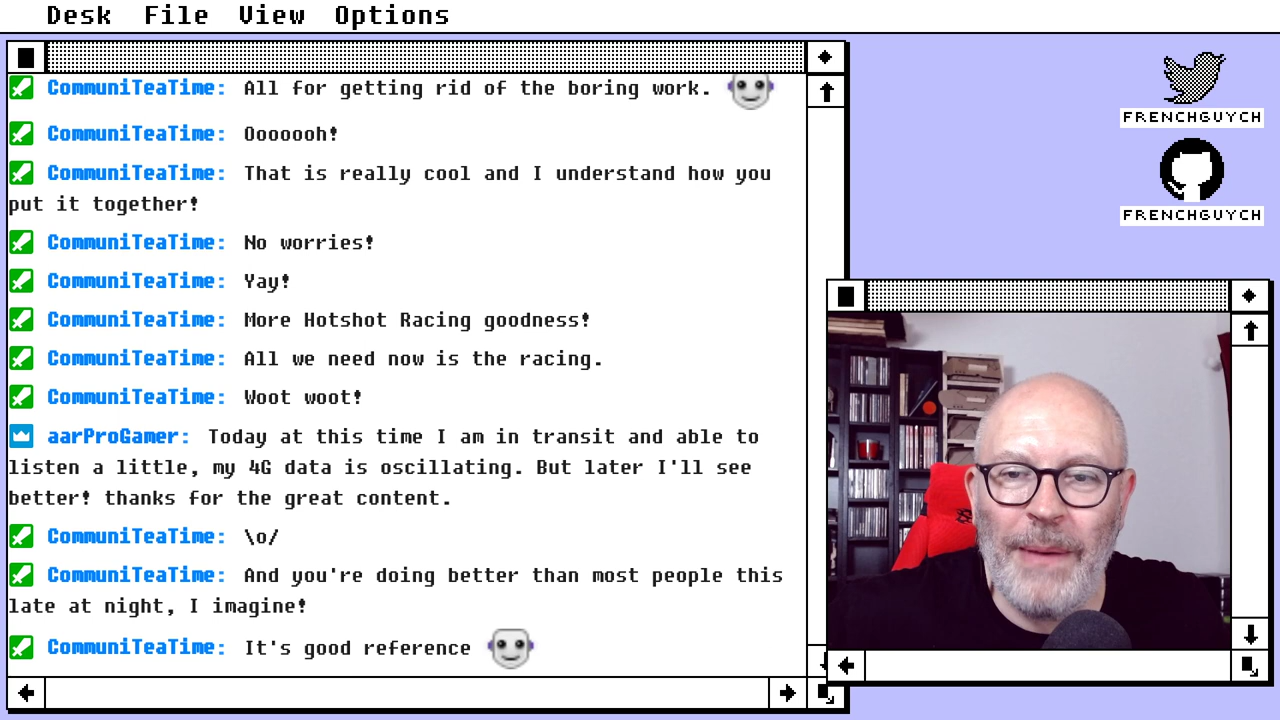 Desk File View Options
CommuniTeaTime: All for getting rid of the boring work.
CommuniTeaTime: Ooooooh!
CommuniTeaTime: That is really cool and I understand how you
put it together!
CommuniTeaTime: No worries!
CommuniTeaTime: Yay!
CommuniTeaTime: More Hotshot Racing goodness!
CommuniTeaTime: All we need now is the racing.
CommuniTeaTime: Woot woot!
aarProGamer: Today at this time I am in transit and able to
listen a little, my 4G data is oscillating. But later I'll see
better! thanks for the great content.
CommuniTeaTime: \o/
CommuniTeaTime: And you're doing better than most people this
late at night, I imagine!
CommuniTeaTime: It's good reference
FRENCHGUYCH
FRENCHGUYCH